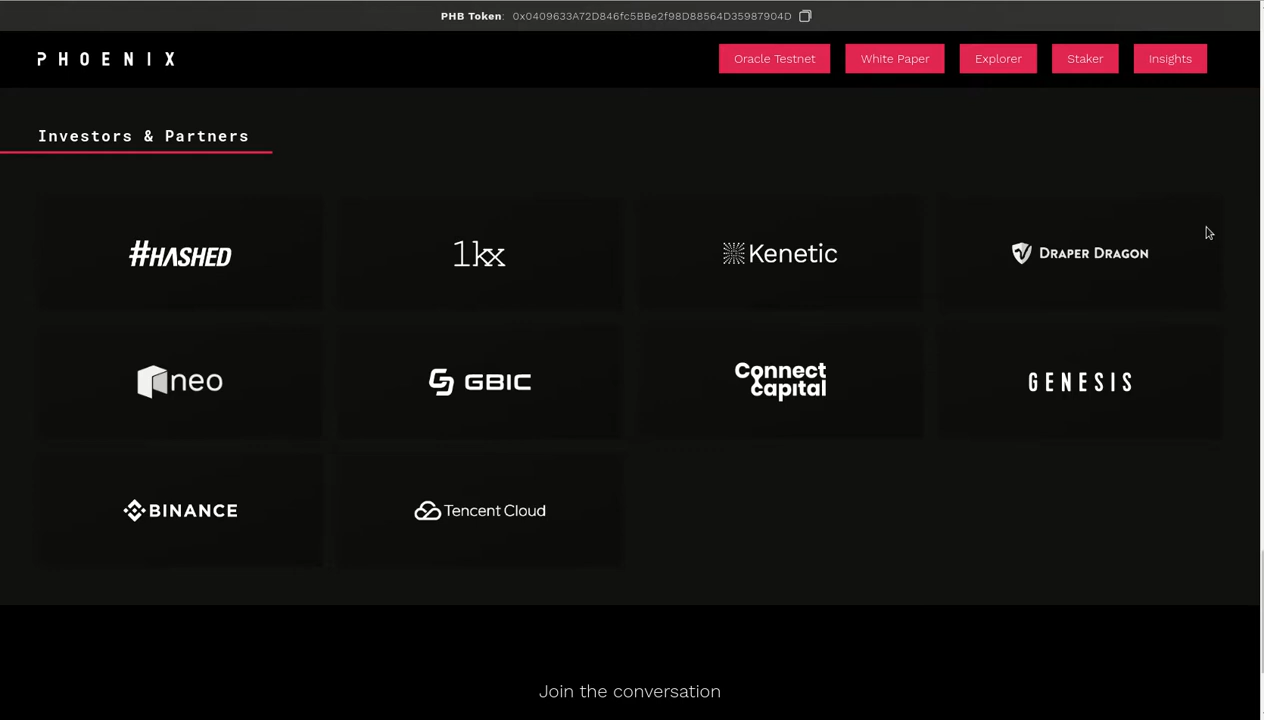 PHB Token: 0x0409633A72D846fc5BBe2f98D88564D35987904D
PHOENIX
Oracle Testnet
White Paper
Explorer
Staker
Insights
Investors & Partners
#HASHED
1kx
Kenetic
DRAPER DRAGON
neo
GBIC
Connect capital
GENESIS
BINANCE
Tencent Cloud
Join the conversation